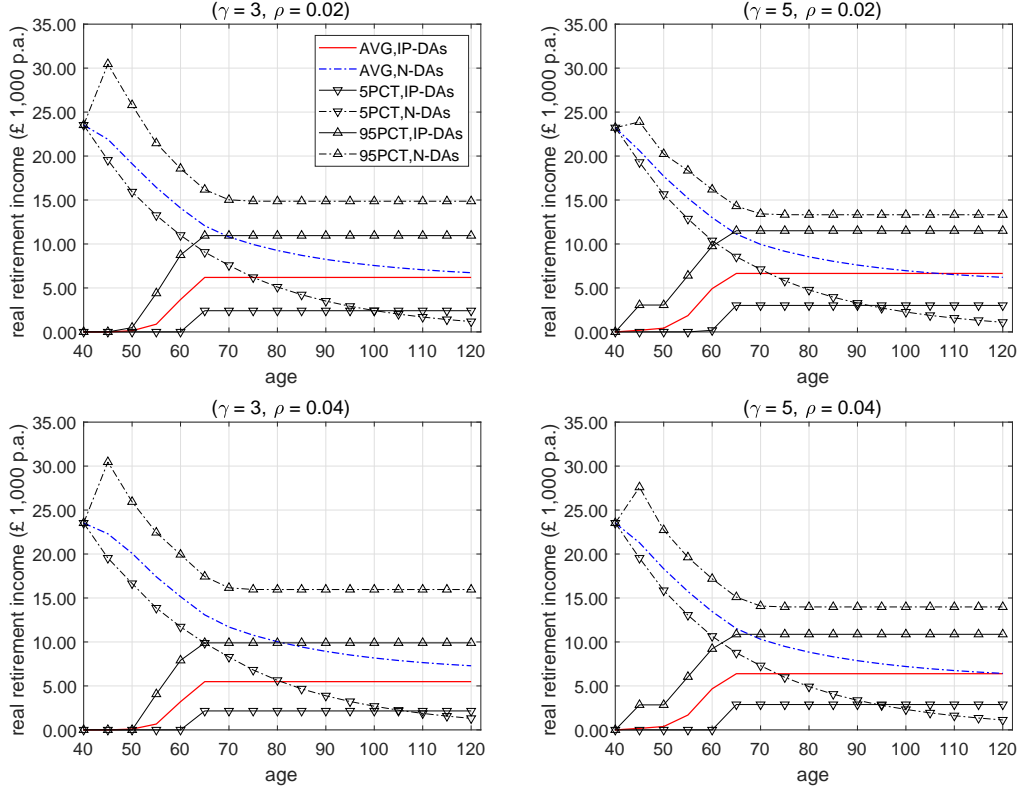 (γ = 3, ρ = 0.02)
real retirement income (£ 1,000 p.a.)
35.00
30.00
25.00
20.00
15.00
10.00
5.00
0.00
AVG,IP-DAs
AVG,N-DAs
5PCT,IP-DAs
5PCT,N-DAs
95PCT,IP-DAs
95PCT,N-DAs
40 50 60 70 80 90 100 110 120
age
(γ = 5, ρ = 0.02)
real retirement income (£ 1,000 p.a.)
35.00
30.00
25.00
20.00
15.00
10.00
5.00
0.00
40 50 60 70 80 90 100 110 120
age
(γ = 3, ρ = 0.04)
real retirement income (£ 1,000 p.a.)
35.00
30.00
25.00
20.00
15.00
10.00
5.00
0.00
40 50 60 70 80 90 100 110 120
age
(γ = 5, ρ = 0.04)
real retirement income (£ 1,000 p.a.)
35.00
30.00
25.00
20.00
15.00
10.00
5.00
0.00
40 50 60 70 80 90 100 110 120
age